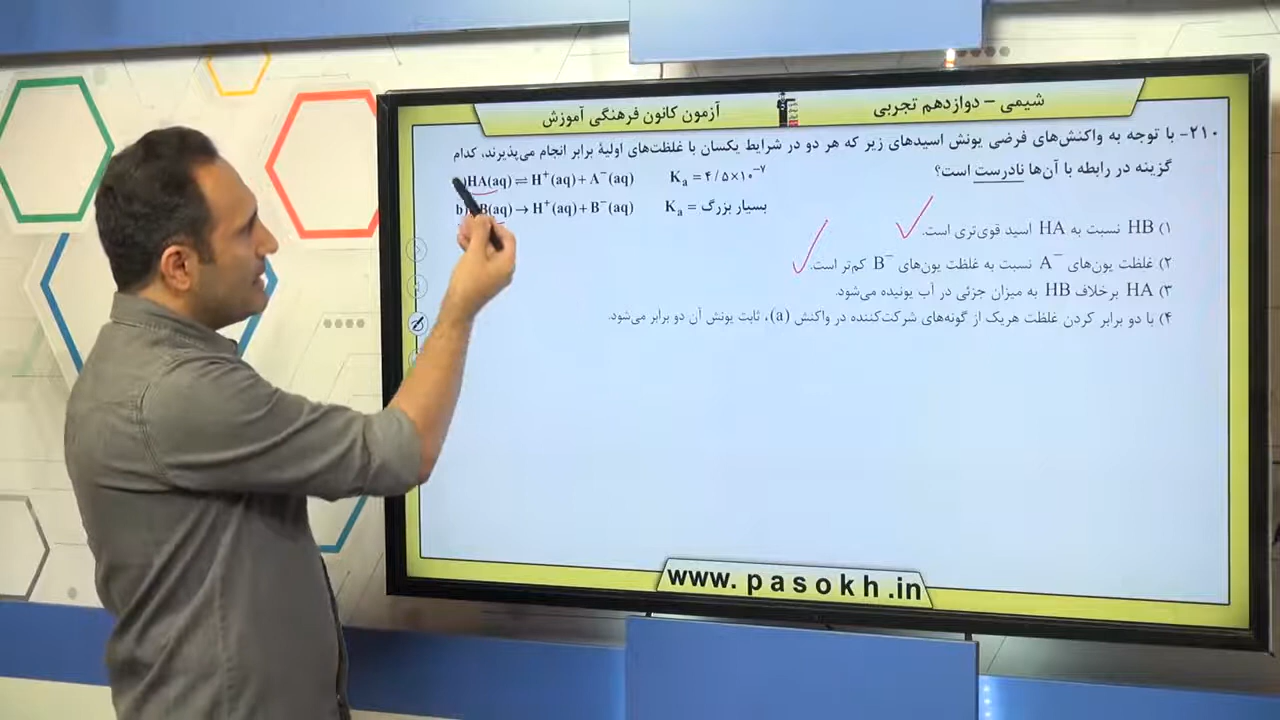 آزمون کانون فرهنگی آموزش
شیمی – دوازدهم تجربی
۲۱۰- با توجه به واکنش‌های فرضی یونش اسیدهای زیر که هر دو در شرایط یکسان با غلظت‌های اولیهٔ برابر انجام می‌پذیرند، کدام
گزینه در رابطه با آن‌ها نادرست است؟
)HA(aq) ⇌ H⁺(aq) + A⁻(aq) Kₐ = ۴/۵×۱۰⁻⁷
b) B(aq) → H⁺(aq) + B⁻(aq) Kₐ = بسیار بزرگ
۱) HB نسبت به HA اسید قوی‌تری است.
۲) غلظت یون‌های A⁻ نسبت به غلظت یون‌های B⁻ کم‌تر است.
۳) HA برخلاف HB به میزان جزئی در آب یونیده می‌شود.
۴) با دو برابر کردن غلظت هریک از گونه‌های شرکت‌کننده در واکنش (a)، ثابت یونش آن دو برابر می‌شود.
www.pasokh.in